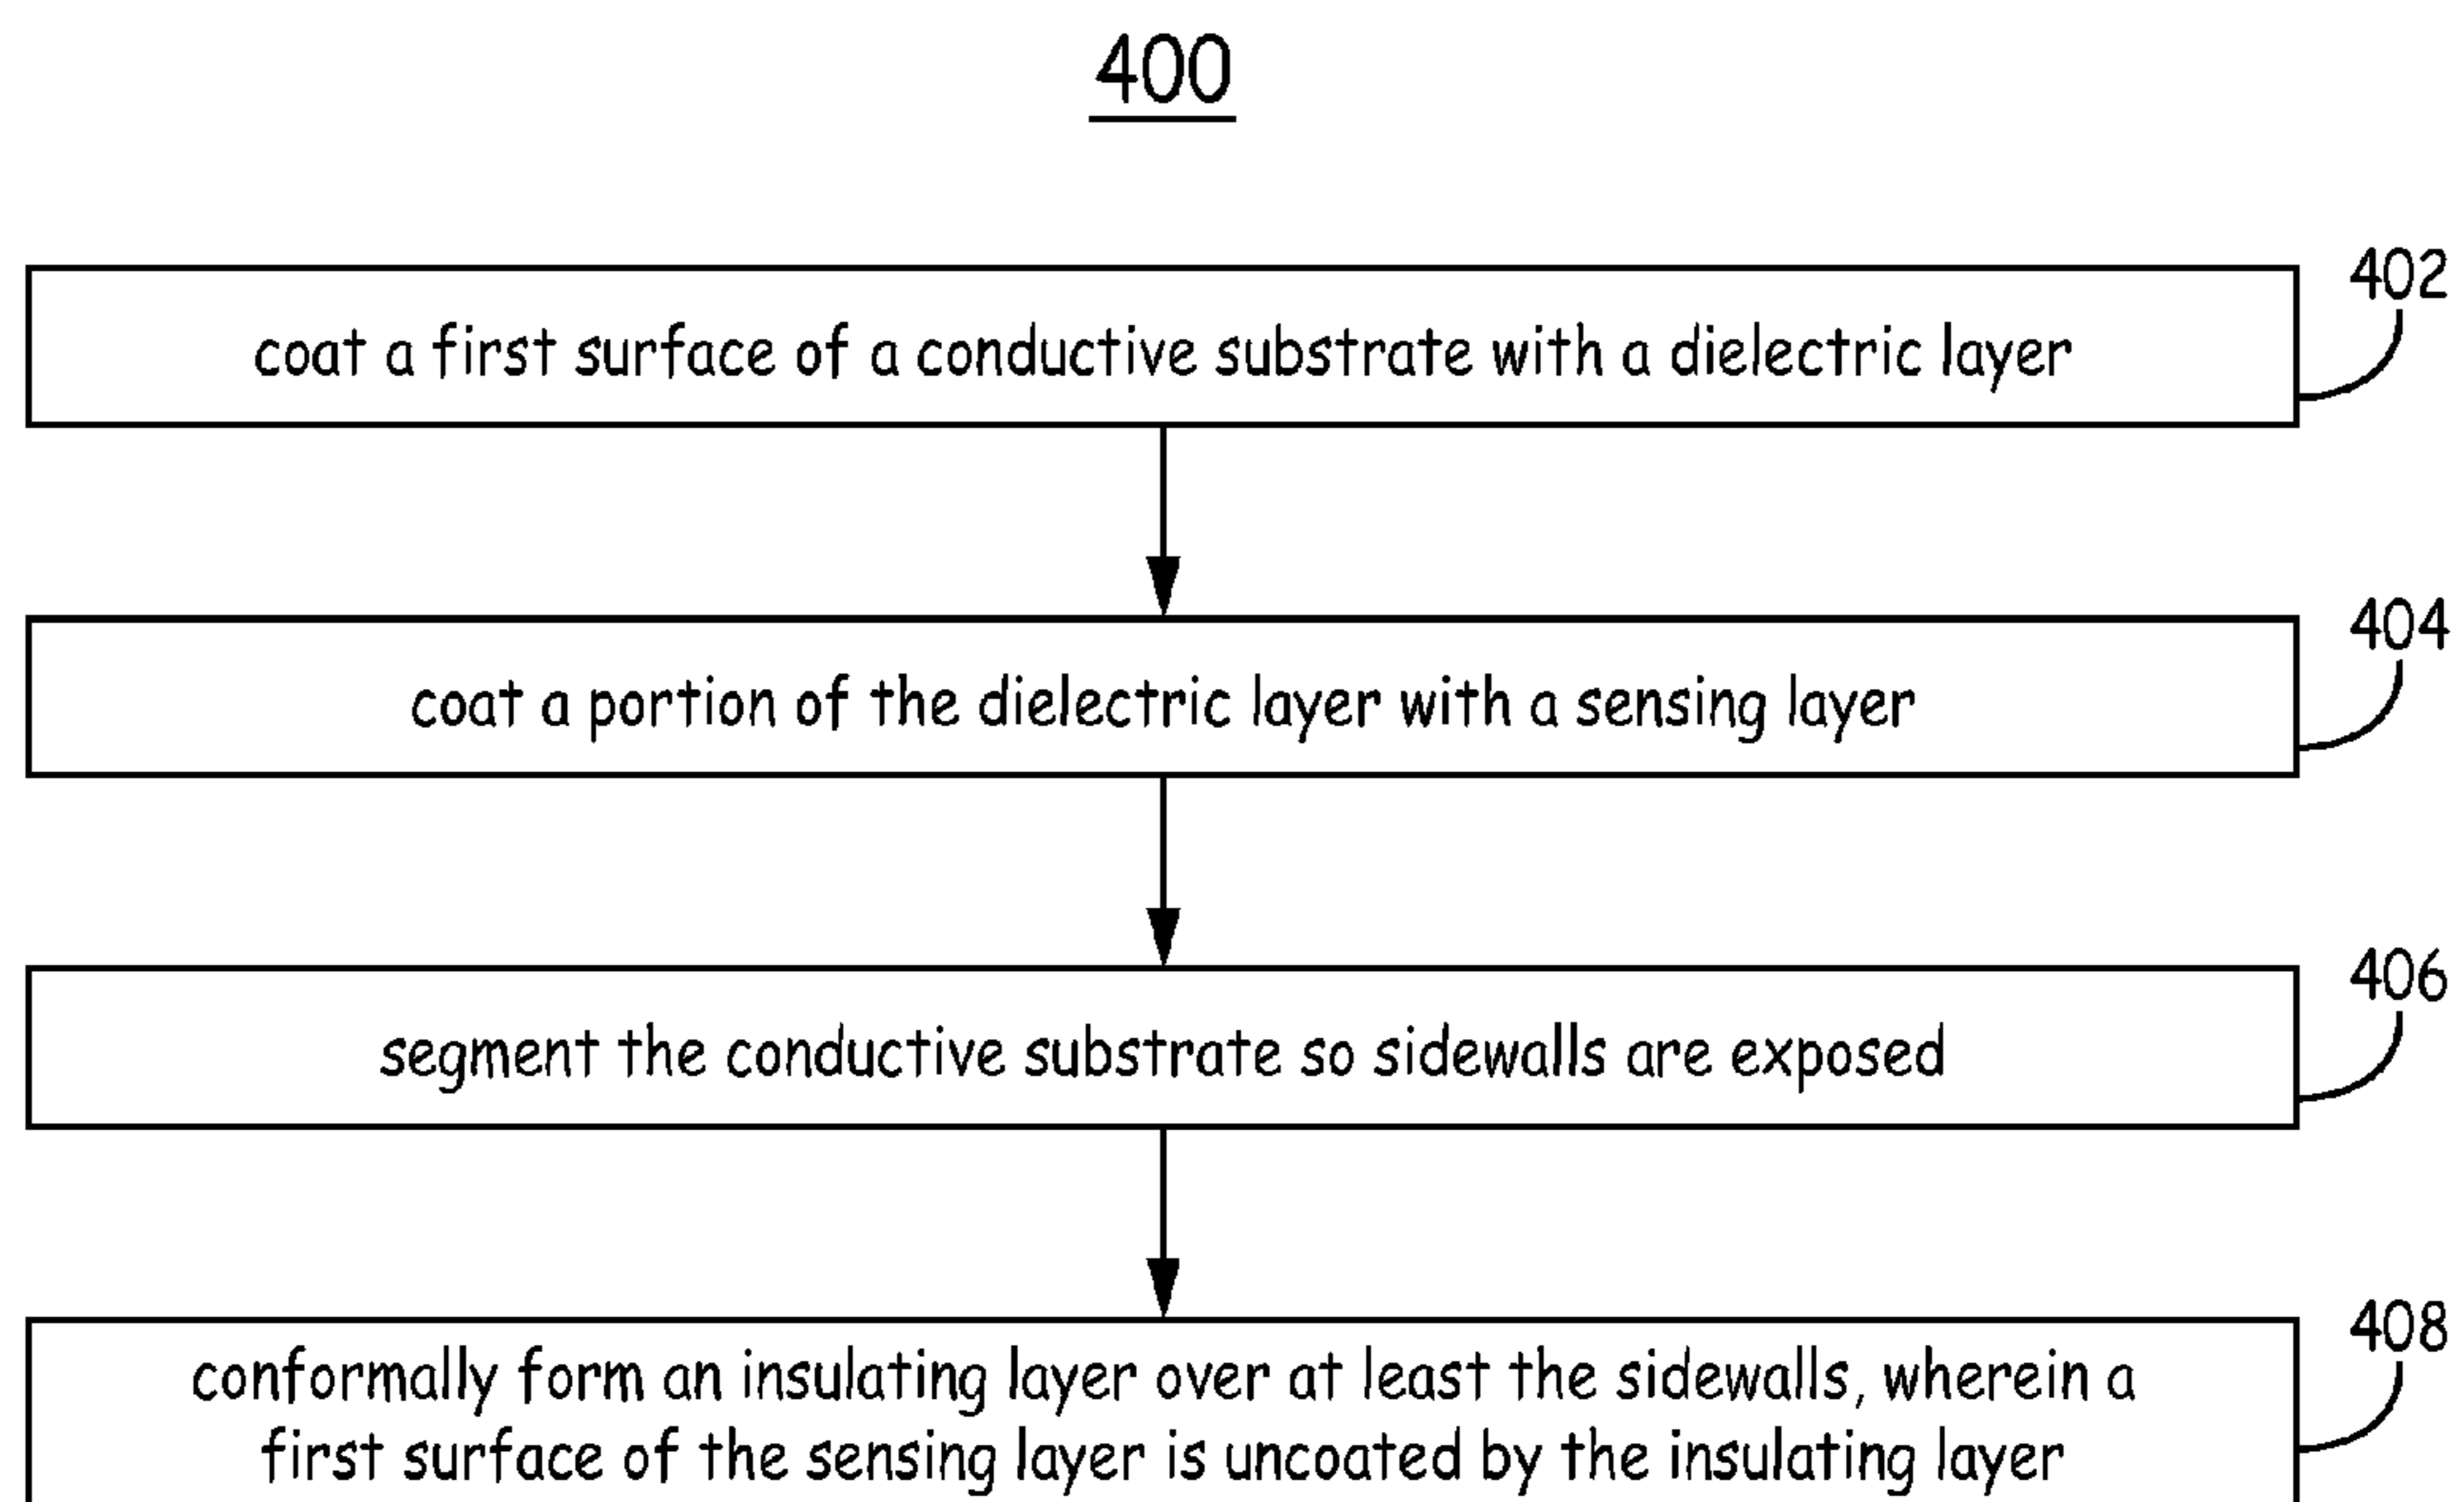 400
402
coat a first surface of a conductive substrate with a dielectric layer
404
coat a portion of the dielectric layer with a sensing layer
406
segment the conductive substrate so sidewalls are exposed
408
conformally form an insulating layer over at least the sidewalls, wherein a
first surface of the sensing layer is uncoated by the insulating layer